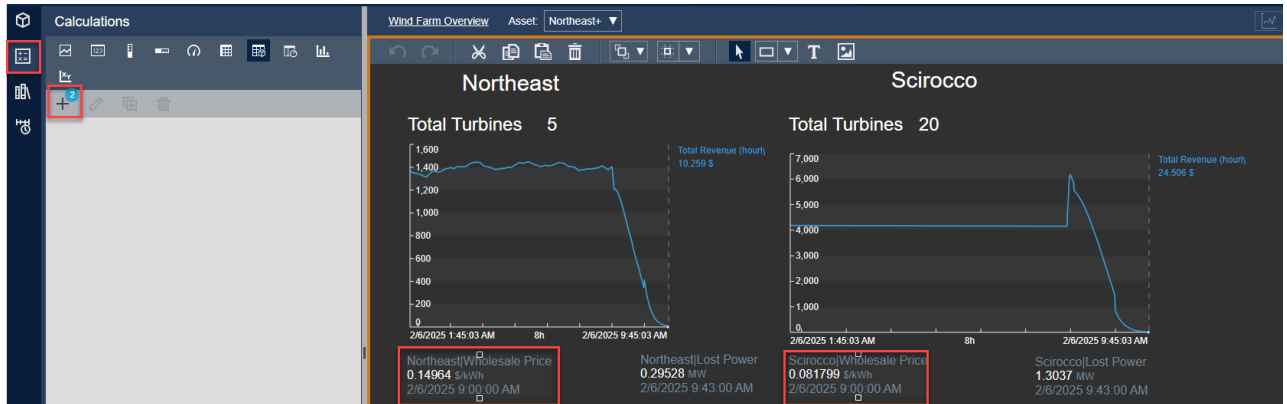 Calculations
Wind Farm Overview Asset: Northeast+ ▼
2
T
Northeast
Scirocco
Total Turbines 5
Total Turbines 20
1,600
1,400
1,200
1,000
800
600
400
200
0
2/6/2025 1:45:03 AM 8h 2/6/2025 9:45:03 AM
Total Revenue (hourly
10.259 $
7,000
6,000
5,000
4,000
3,000
2,000
1,000
0
2/6/2025 1:45:03 AM 8h 2/6/2025 9:45:03 AM
Total Revenue (hourly
24.506 $
Northeast|Wholesale Price
0.14964 $/kWh
2/6/2025 9:00:00 AM
Northeast|Lost Power
0.29528 MW
2/6/2025 9:43:00 AM
Scirocco|Wholesale Price
0.081799 $/kWh
2/6/2025 9:00:00 AM
Scirocco|Lost Power
1.3037 MW
2/6/2025 9:43:00 AM